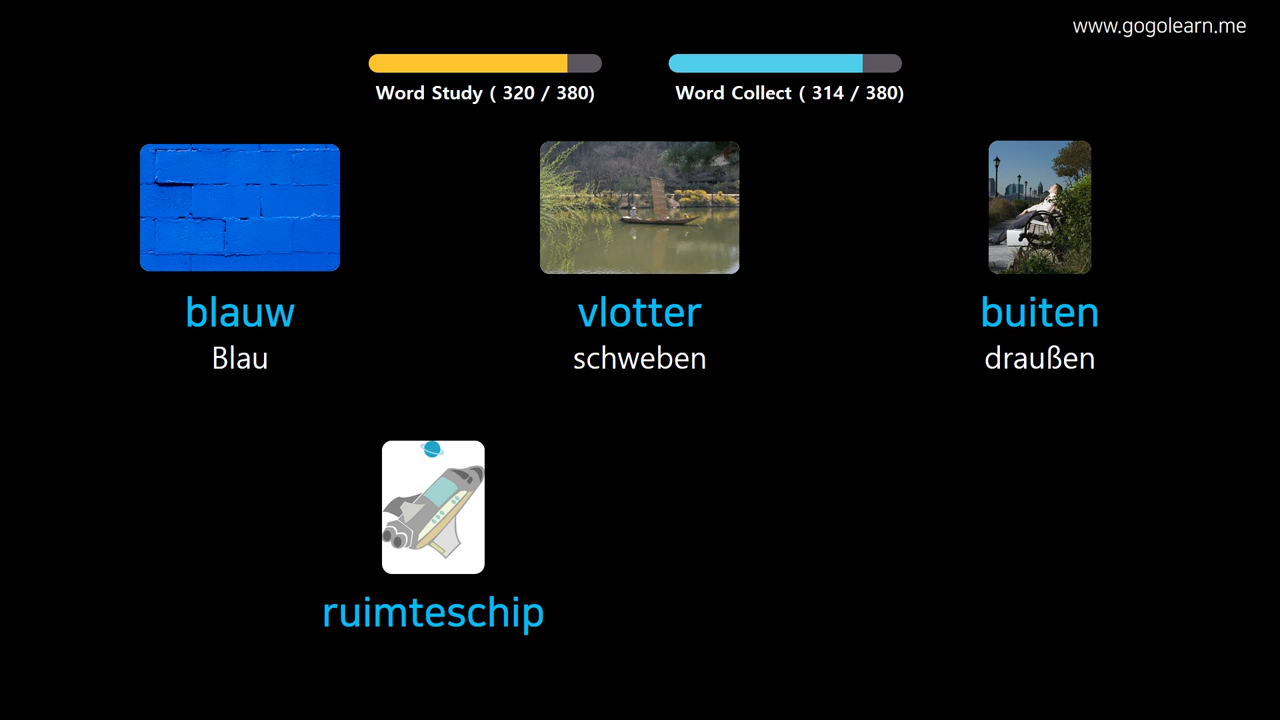 www.gogolearn.me
Word Study ( 320 / 380)
Word Collect ( 314 / 380)
blauw
Blau
vlotter
schweben
buiten
draußen
ruimteschip